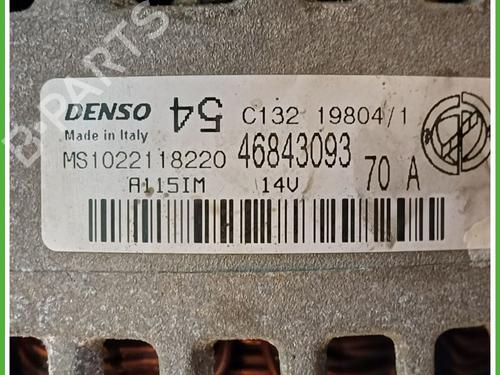 DENSO 54 C132 19804/1
Made in Italy
MS1022118220 46843093
A115IM 14V 70 A
B-PARTS